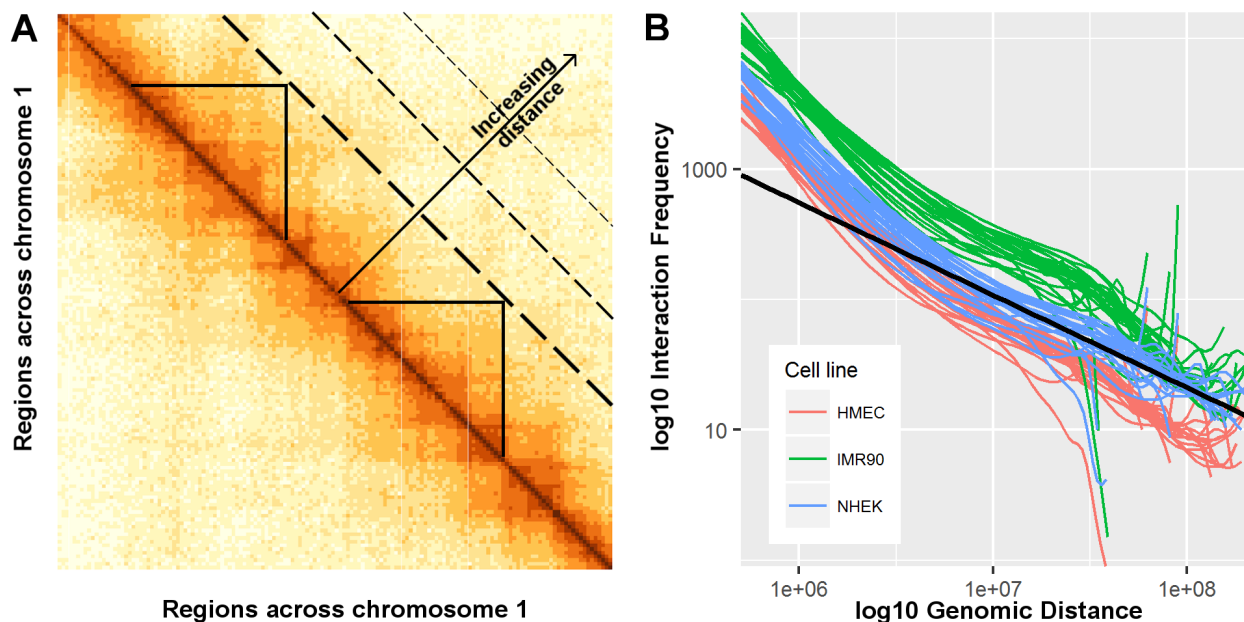 A
Regions across chromosome 1
Increasing
distance
Regions across chromosome 1
B
log10 Interaction Frequency
1000
10
Cell line
HMEC
IMR90
NHEK
1e+06
1e+07
1e+08
log10 Genomic Distance